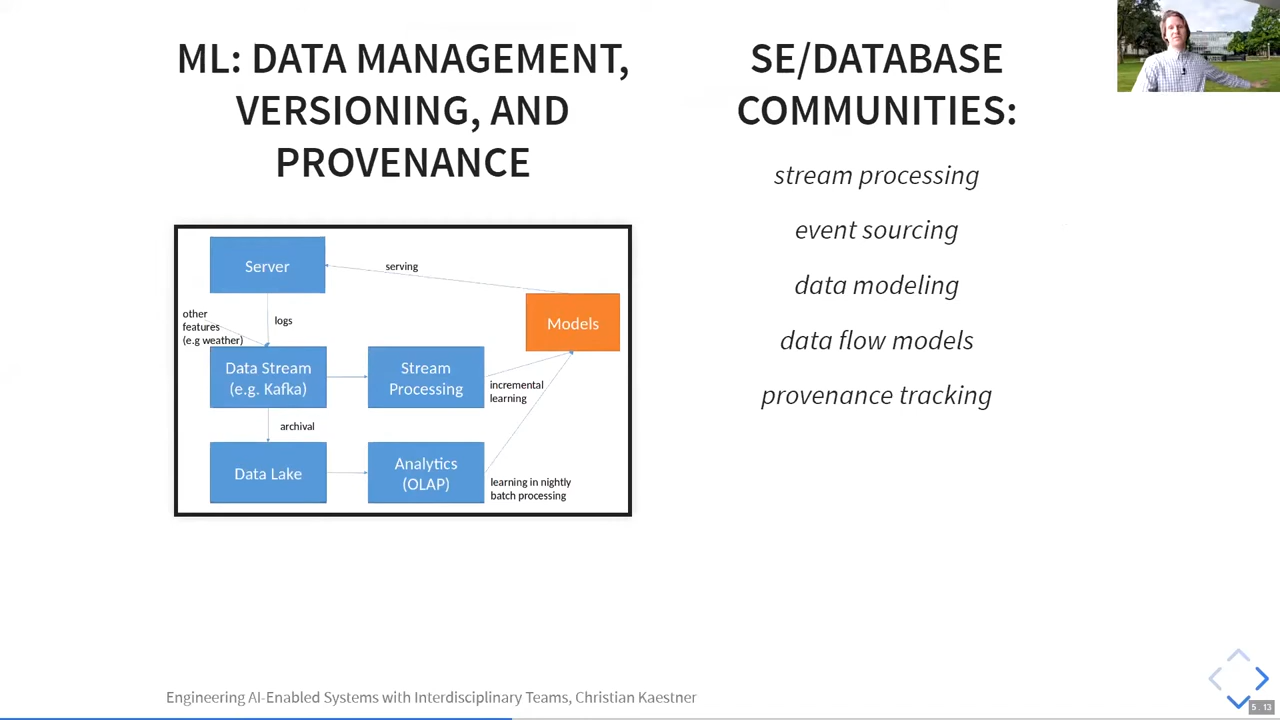 ML: DATA MANAGEMENT,
VERSIONING, AND
PROVENANCE
Server
serving
other
features
(e.g weather)
logs
Models
Data Stream
(e.g. Kafka)
Stream
Processing
incremental
learning
archival
Data Lake
Analytics
(OLAP)
learning in nightly
batch processing
SE/DATABASE
COMMUNITIES:
stream processing
event sourcing
data modeling
data flow models
provenance tracking
Engineering AI-Enabled Systems with Interdisciplinary Teams, Christian Kaestner
5 13